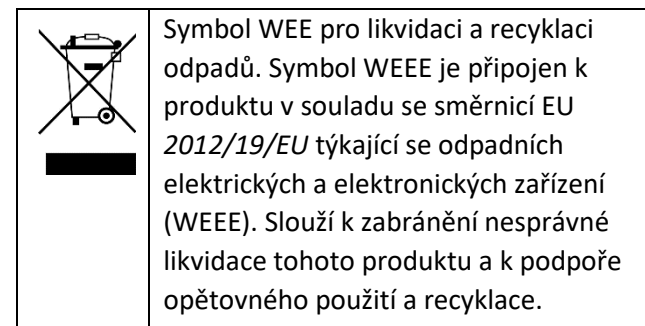 Symbol WEE pro likvidaci a recyklaci
odpadů. Symbol WEEE je připojen k
produktu v souladu se směrnicí EU
2012/19/EU týkající se odpadních
elektrických a elektronických zařízení
(WEEE). Slouží k zabránění nesprávné
likvidace tohoto produktu a k podpoře
opětovného použití a recyklace.